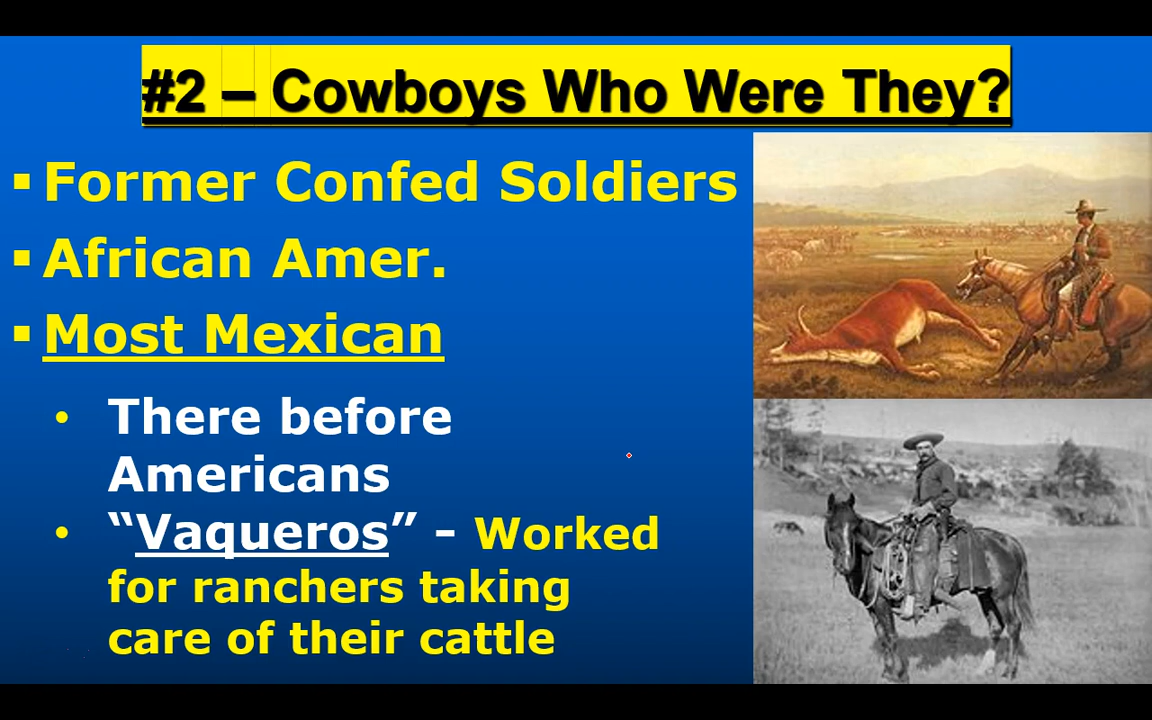 #2 – Cowboys Who Were They?
▪ Former Confed Soldiers
▪ African Amer.
▪ Most Mexican
• There before
Americans
• “Vaqueros” - Worked
for ranchers taking
care of their cattle